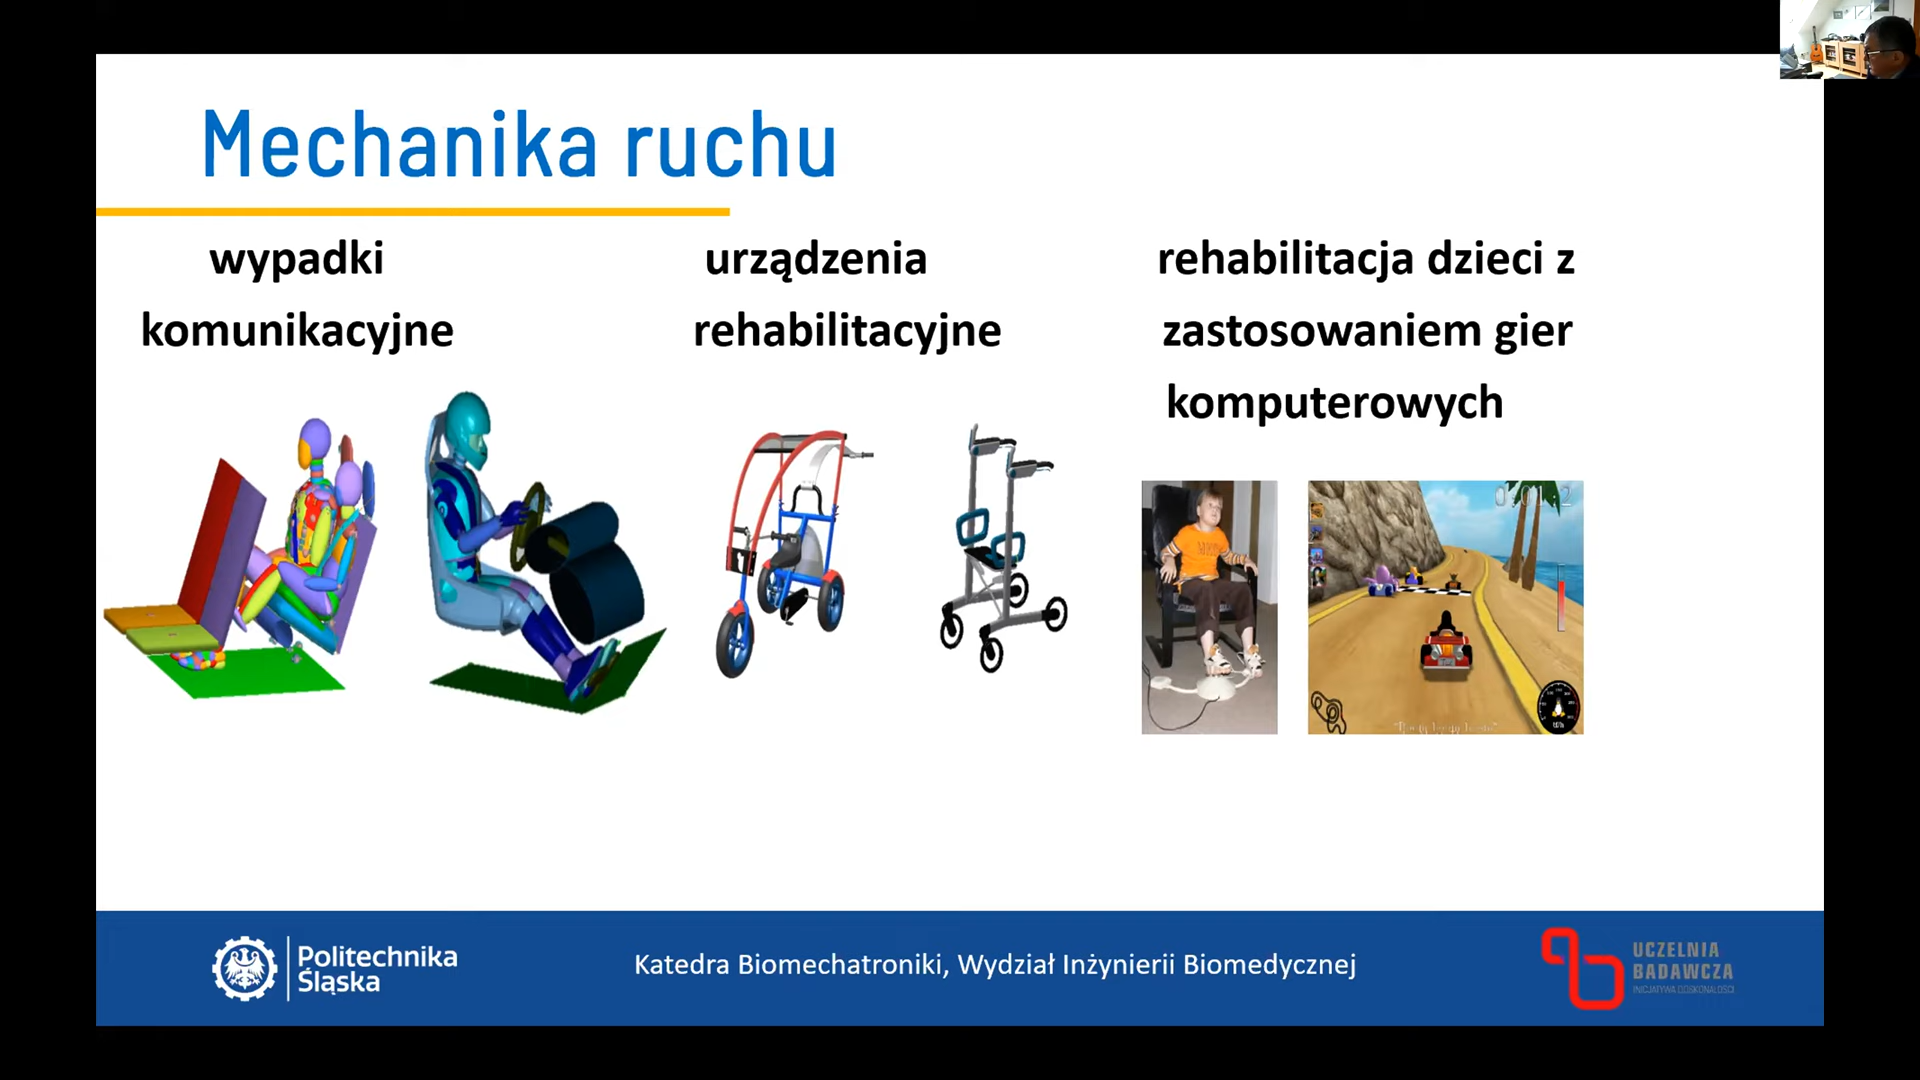 Mechanika ruchu
wypadki
komunikacyjne
urządzenia
rehabilitacyjne
rehabilitacja dzieci z
zastosowaniem gier
komputerowych
Politechnika
Śląska
Katedra Biomechatroniki, Wydział Inżynierii Biomedycznej
UCZELNIA
BADAWCZA
INICJATYWA DOSKONAŁOŚCI